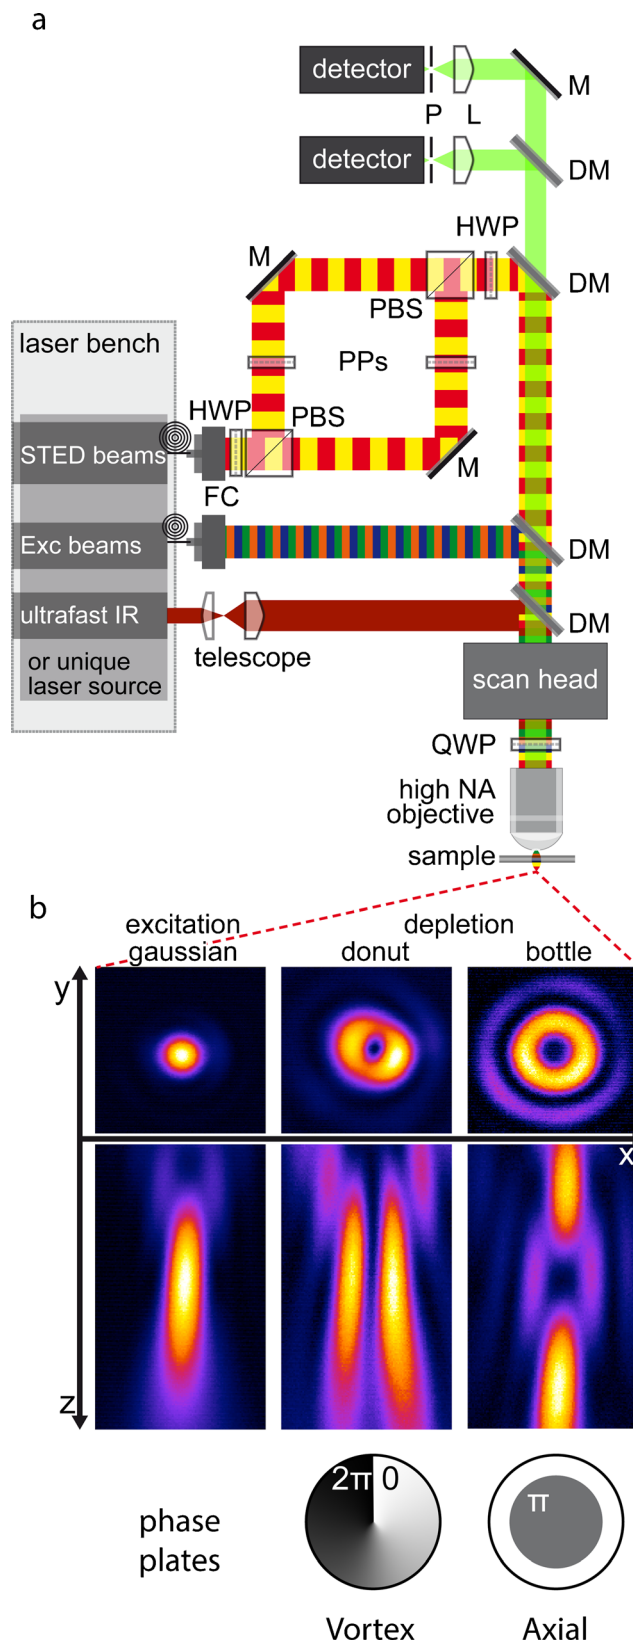 a
detector
M
P
L
detector
DM
HWP
M
DM
PBS
laser bench
PPs
HWP
PBS
STED beams
M
FC
Exc beams
DM
ultrafast IR
DM
telescope
or unique
laser source
scan head
QWP
high NA
objective
sample
b
excitation
depletion
gaussian
donut
bottle
y
x
z
2π
0
π
phase
plates
Vortex
Axial